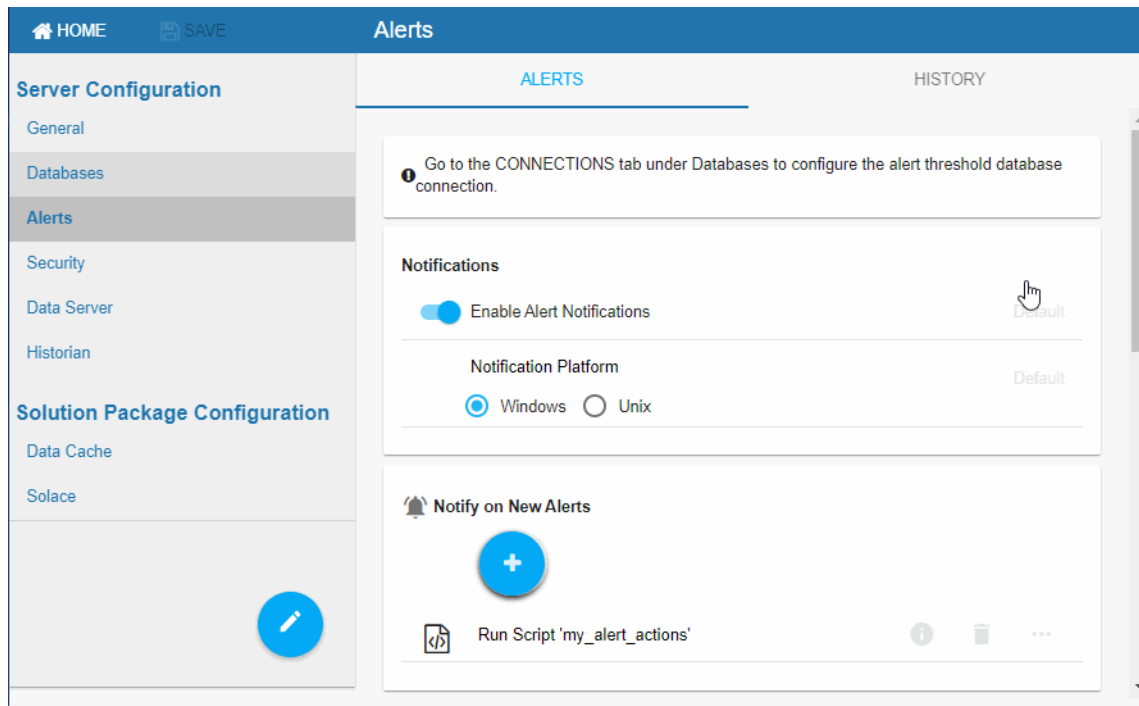 HOME
SAVE
Alerts
Server Configuration
General
Databases
Alerts
Security
Data Server
Historian
Solution Package Configuration
Data Cache
Solace
ALERTS
HISTORY
Go to the CONNECTIONS tab under Databases to configure the alert threshold database
connection.
Notifications
Enable Alert Notifications
Default
Notification Platform
Default
Windows
Unix
Notify on New Alerts
Run Script 'my_alert_actions'